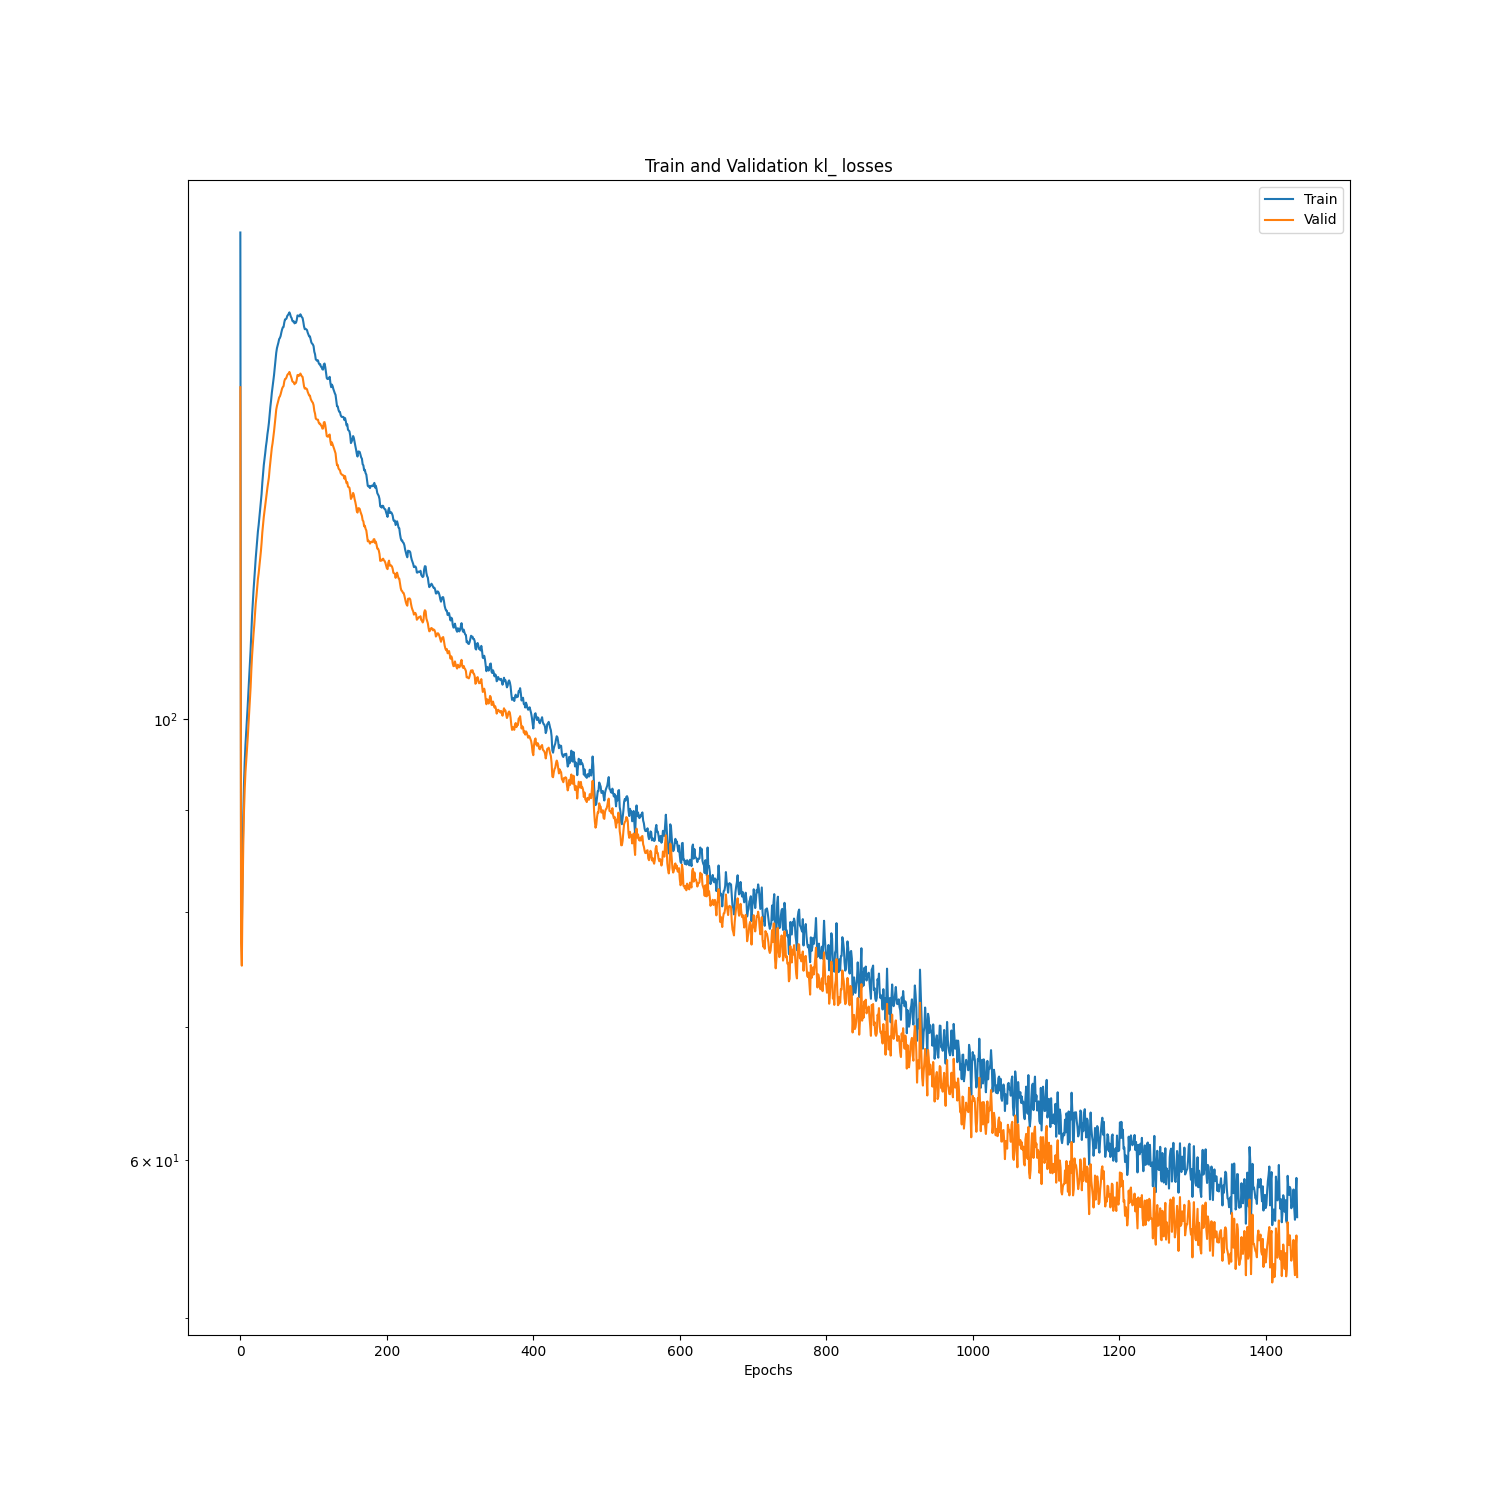 Train and Validation kl_ losses
Train
Valid
10²
6 × 10¹
0 200 400 600 800 1000 1200 1400
Epochs